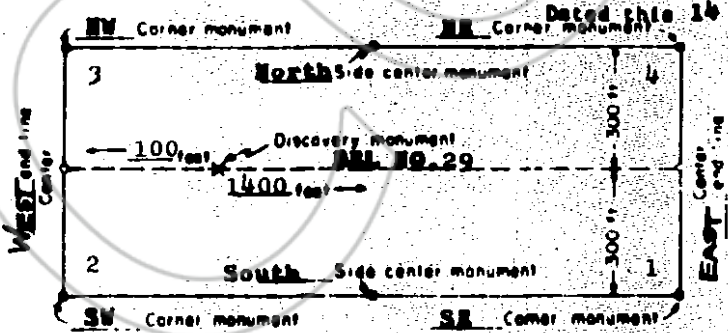 Dated this 14
NW Corner monument NE Corner monument
3 North Side center monument 4
300 ft
WEST end line Center
100 feet Discovery monument
NO. 29
1400 feet
300 ft
EAST Center end line
2 South Side center monument 1
SW Corner monument SE Corner monument